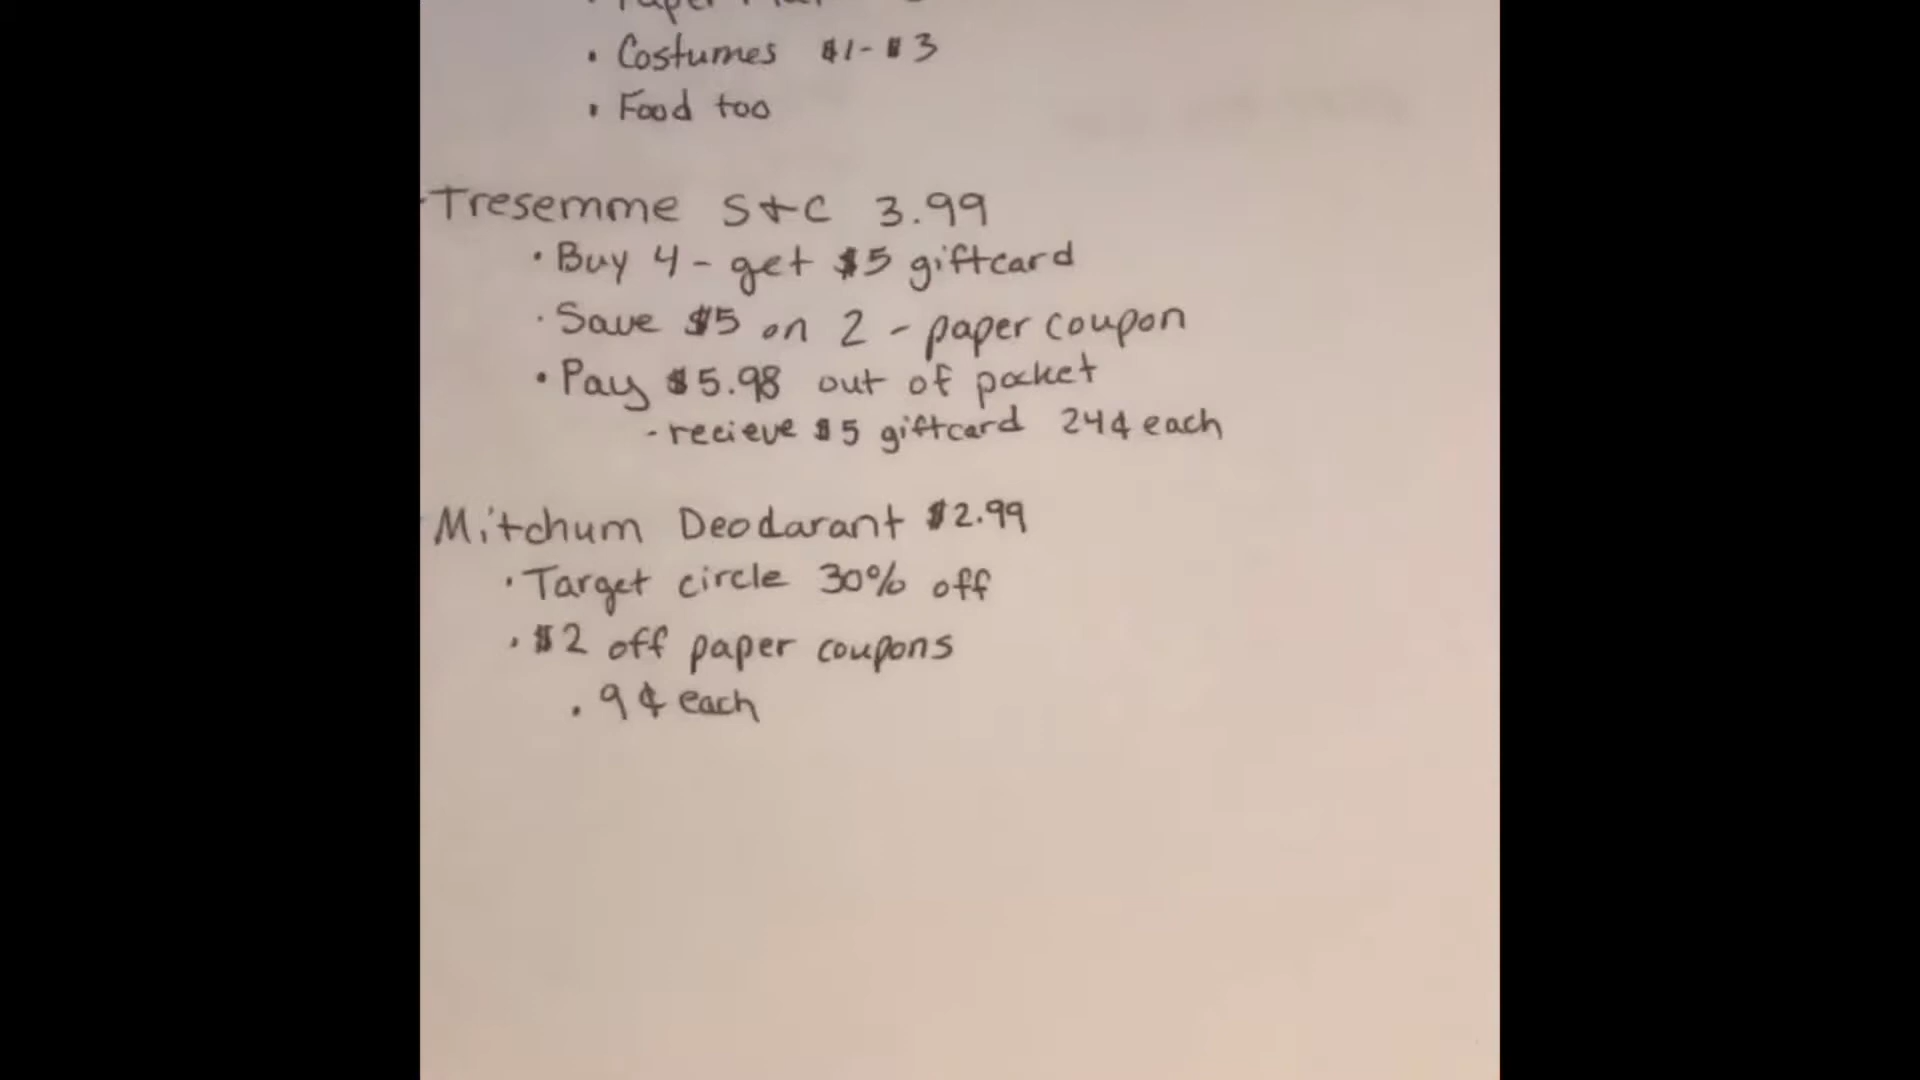 • Costumes $1-$3
• Food too
Tresemme S+C 3.99
• Buy 4 - get $5 giftcard
• Save $5 on 2 - paper coupon
• Pay $5.98 out of pocket
- recieve $5 giftcard 24¢ each
Mitchum Deodarant $2.99
• Target circle 30% off
• $2 off paper coupons
• 9¢ each